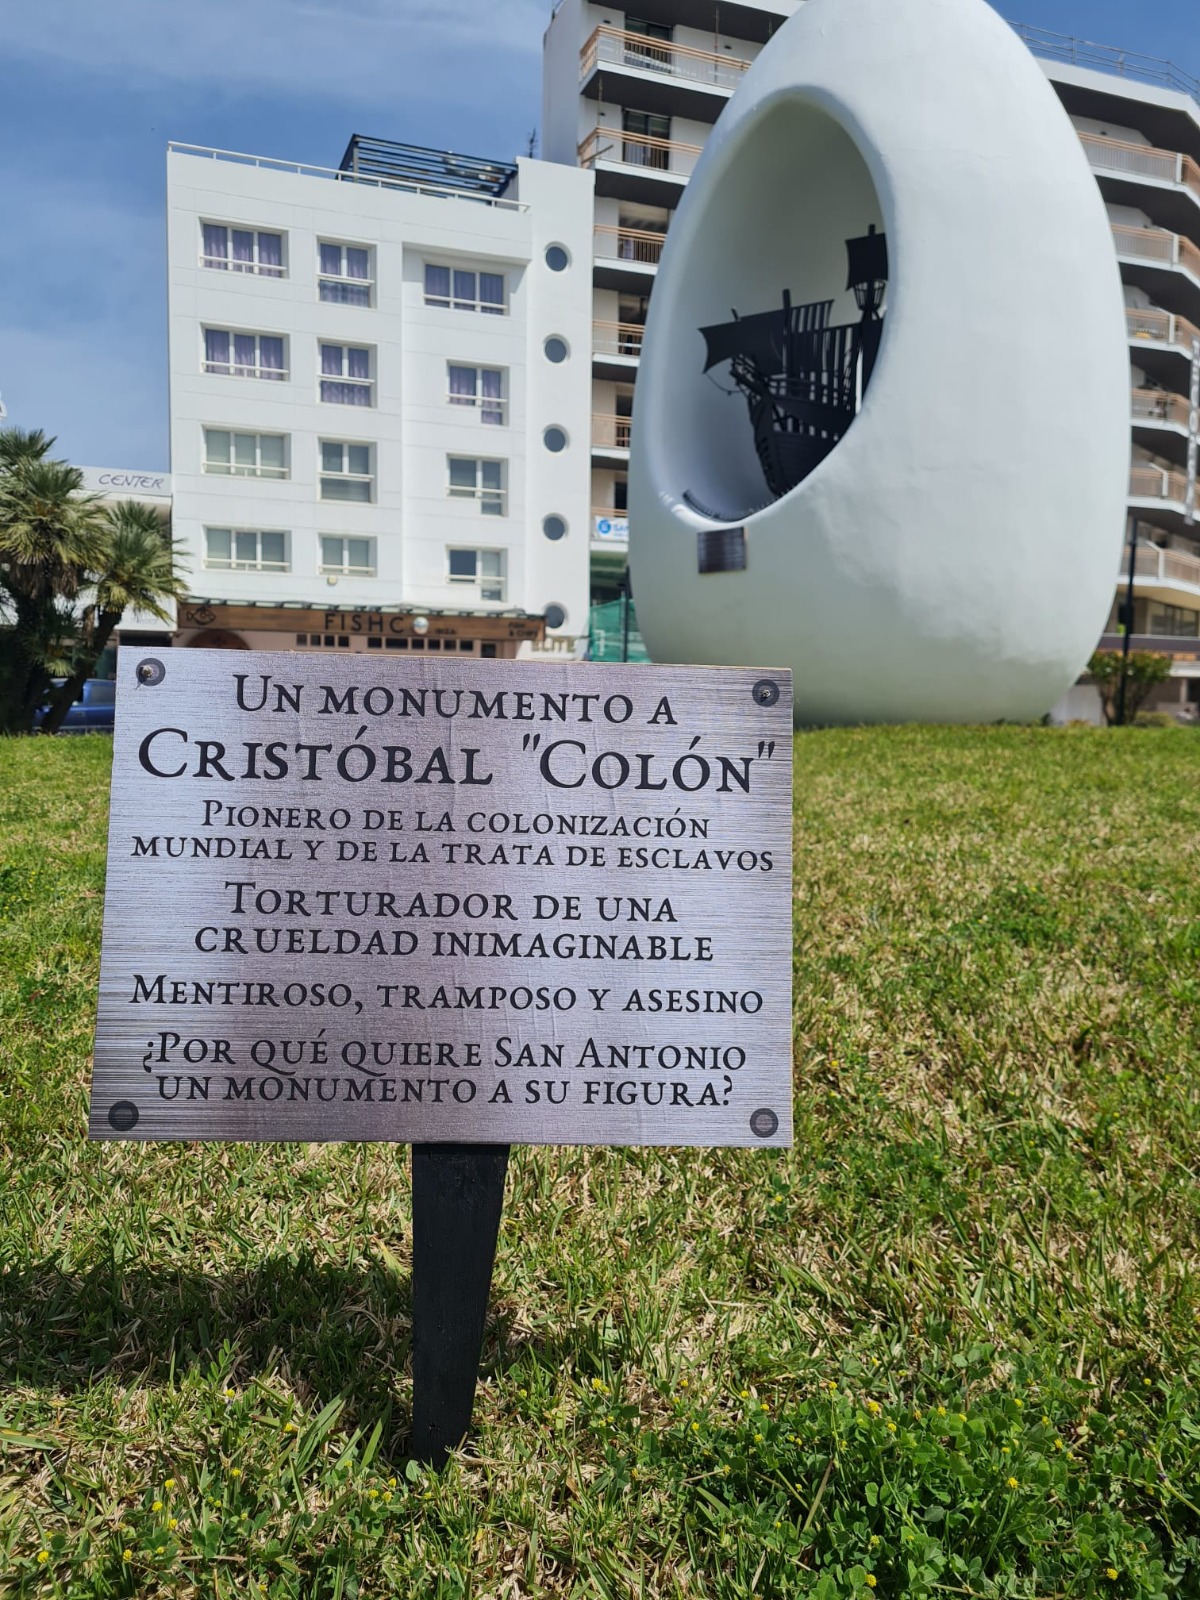 CENTER
FISHC
ELITE
UN MONUMENTO A
CRISTÓBAL "COLÓN"
PIONERO DE LA COLONIZACIÓN
MUNDIAL Y DE LA TRATA DE ESCLAVOS
TORTURADOR DE UNA
CRUELDAD INIMAGINABLE
MENTIROSO, TRAMPOSO Y ASESINO
¿POR QUÉ QUIERE SAN ANTONIO
UN MONUMENTO A SU FIGURA?